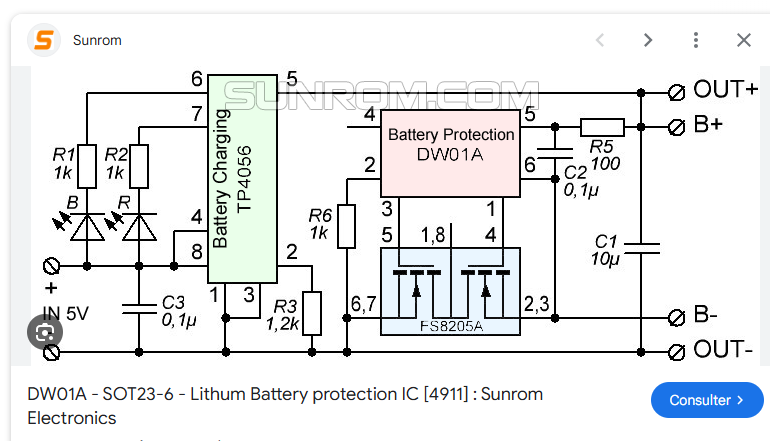 Sunrom
SUNROM.COM
6
5
OUT+
7
4
5
B+
Battery Protection
DW01A
R5
100
R1
1k
R2
1k
Battery Charging
TP4056
2
6
C2
0,1µ
B
R
3
1
R6
1k
4
5
1,8
4
C1
10µ
8
2
+
IN 5V
C3
0,1µ
1
3
R3
1,2k
6,7
2,3
B-
FS8205A
OUT-
DW01A - SOT23-6 - Lithum Battery protection IC [4911] : Sunrom
Electronics
Consulter >